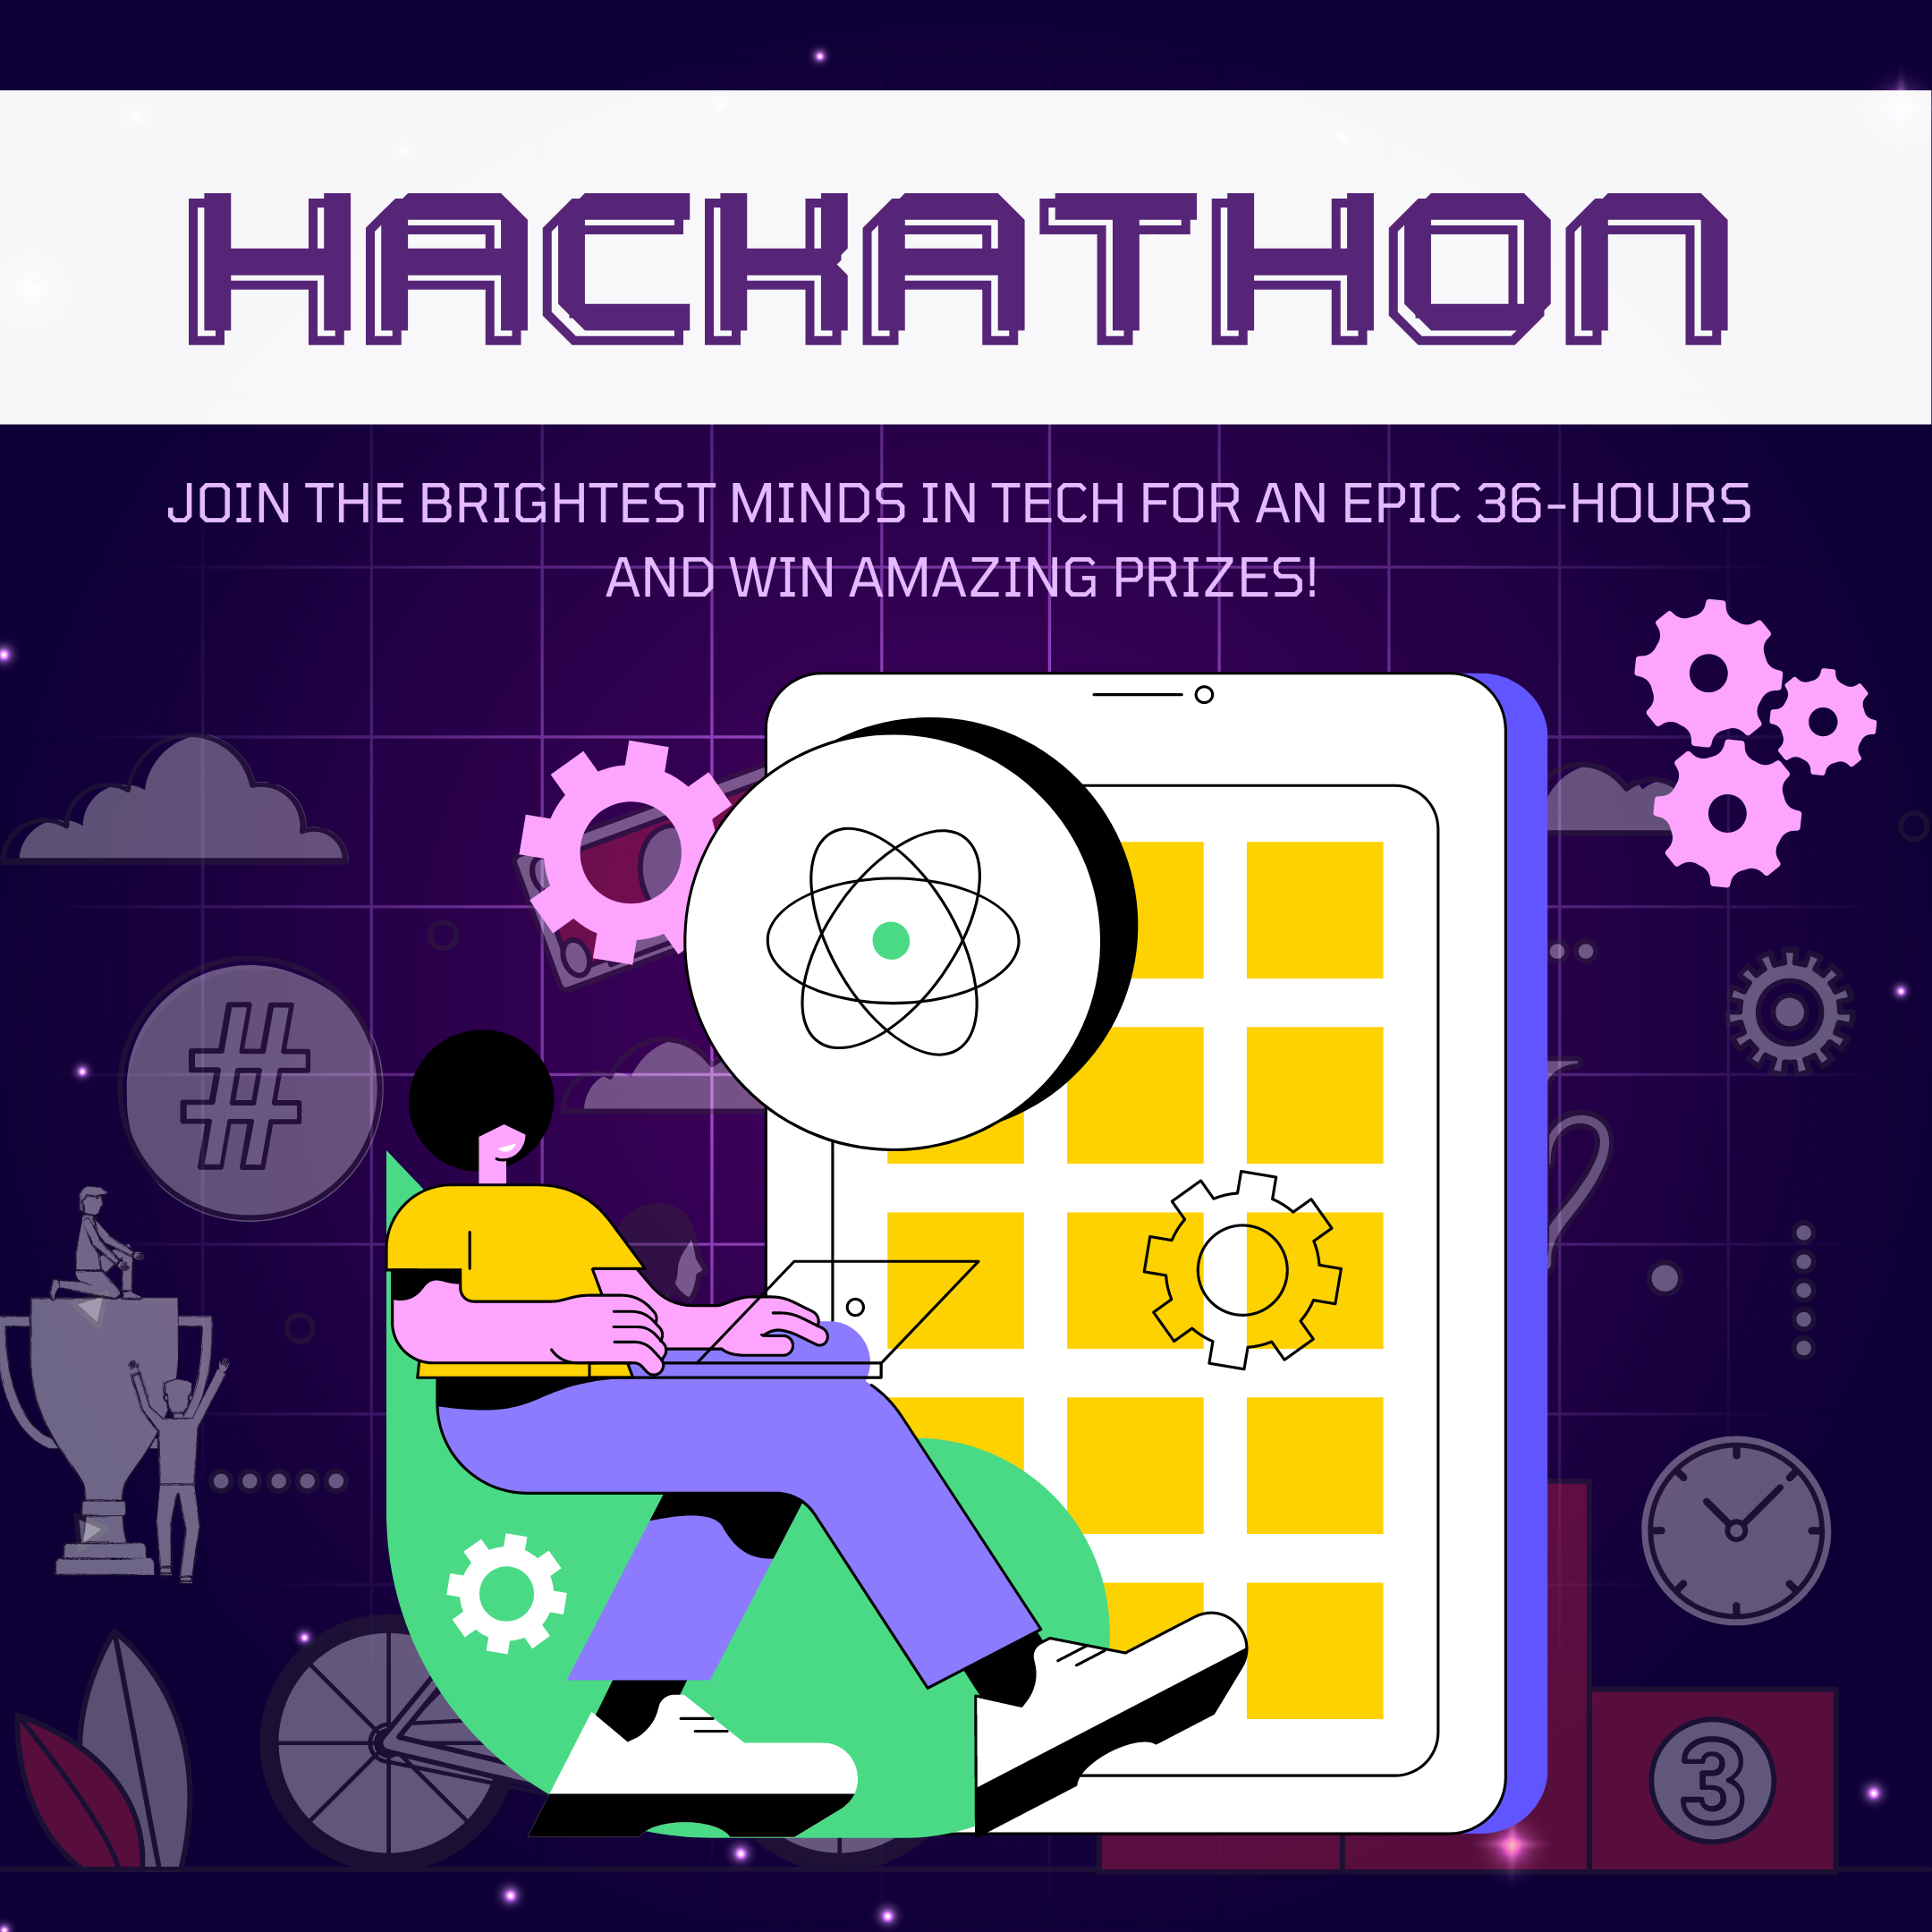 HACKATHON
JOIN THE BRIGHTEST MINDS IN TECH FOR AN EPIC 36-HOURS
AND WIN AMAZING PRIZES!
#
3